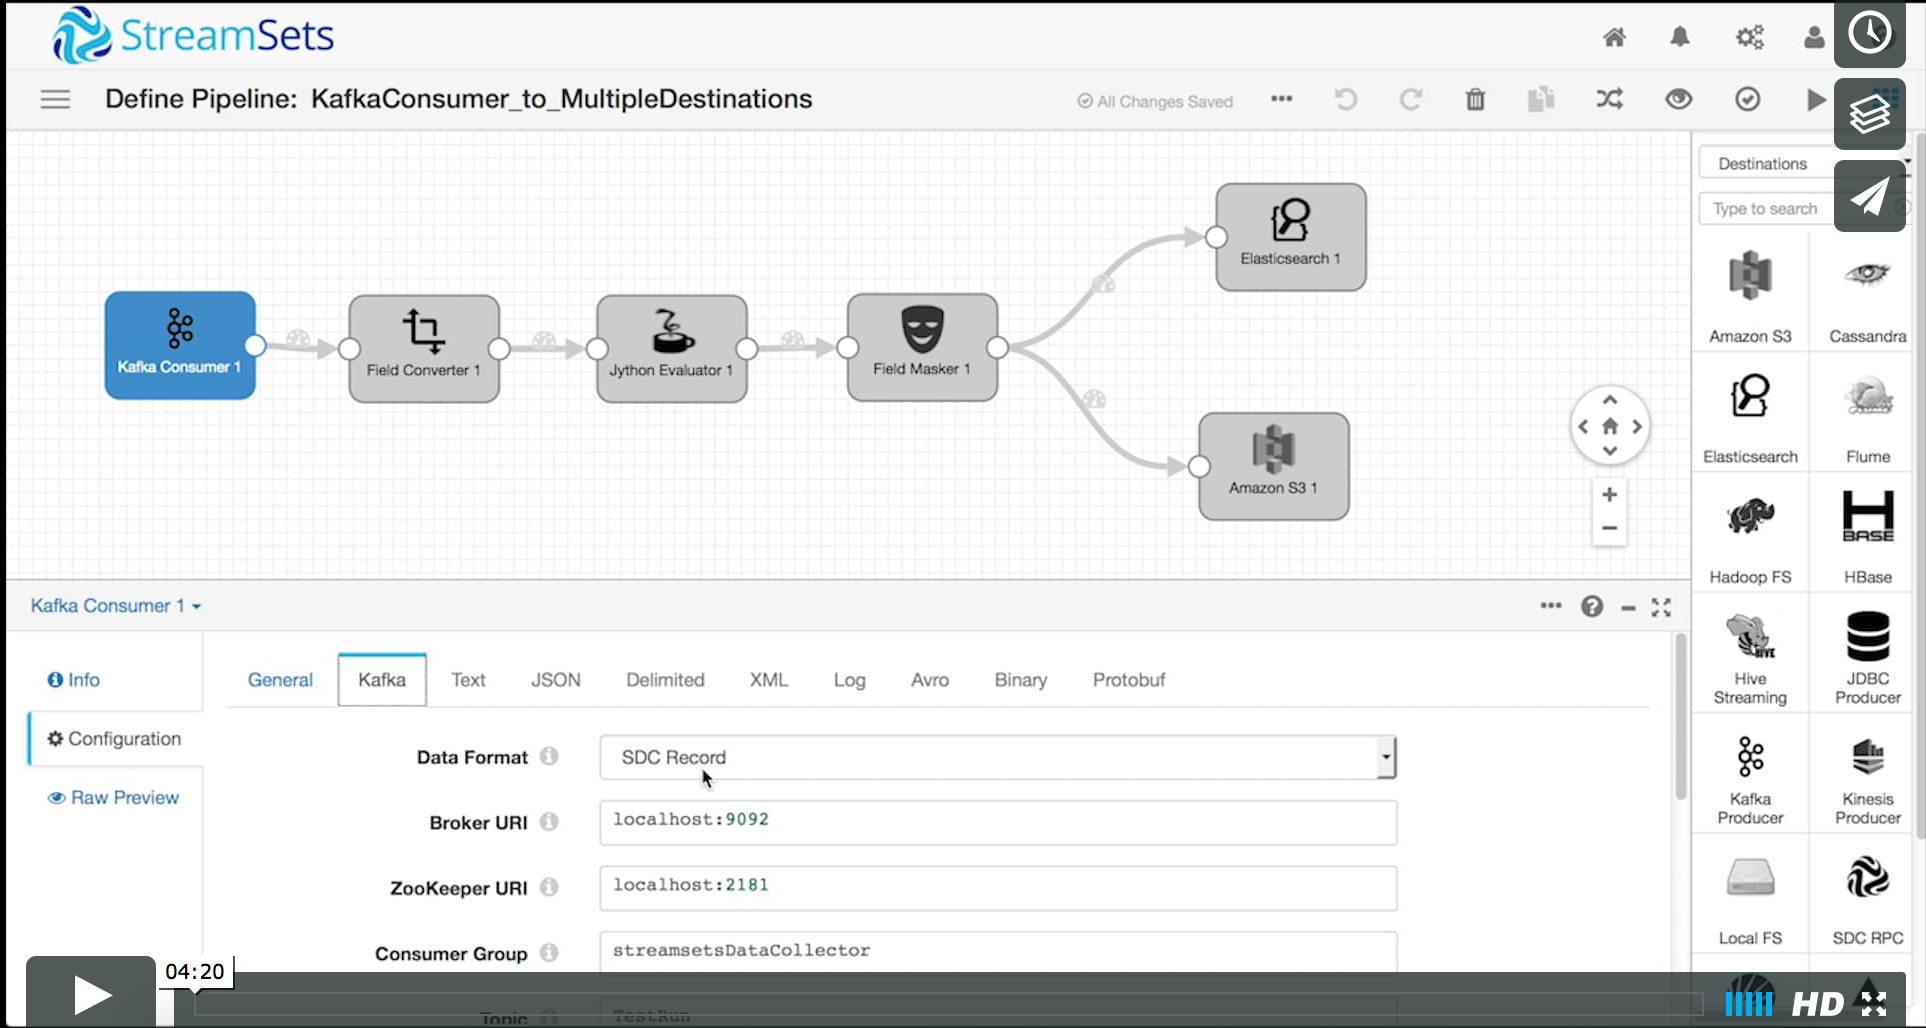 StreamSets
Define Pipeline: KafkaConsumer_to_MultipleDestinations
All Changes Saved
Destinations
Type to search
Elasticsearch 1
Kafka Consumer 1
Field Converter 1
Jython Evaluator 1
Field Masker 1
Amazon S3 1
Amazon S3
Cassandra
Elasticsearch
Flume
Hadoop FS
HBASE
HBase
HIVE
Hive
Streaming
JDBC
Producer
Kafka
Producer
Kinesis
Producer
Local FS
SDC RPC
Kafka Consumer 1
Info
Configuration
Raw Preview
General
Kafka
Text
JSON
Delimited
XML
Log
Avro
Binary
Protobuf
Data Format
SDC Record
Broker URI
localhost:9092
ZooKeeper URI
localhost:2181
Consumer Group
streamsetsDataCollector
Topic
TestRun
04:20
HD